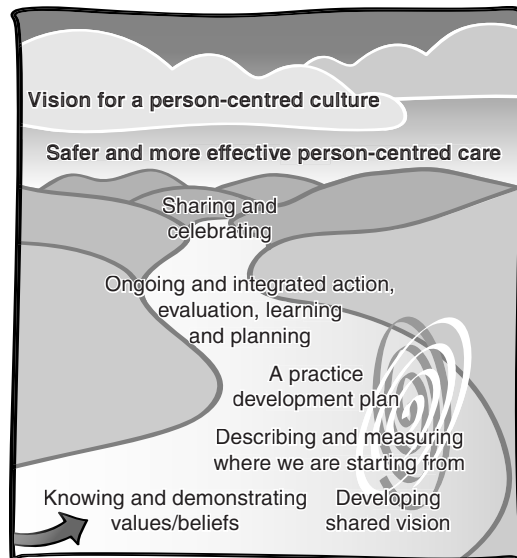 Vision for a person-centred culture
Safer and more effective person-centred care
Sharing and
celebrating
Ongoing and integrated action,
evaluation, learning
and planning
A practice
development plan
Describing and measuring
where we are starting from
Knowing and demonstrating
values/beliefs
Developing
shared vision